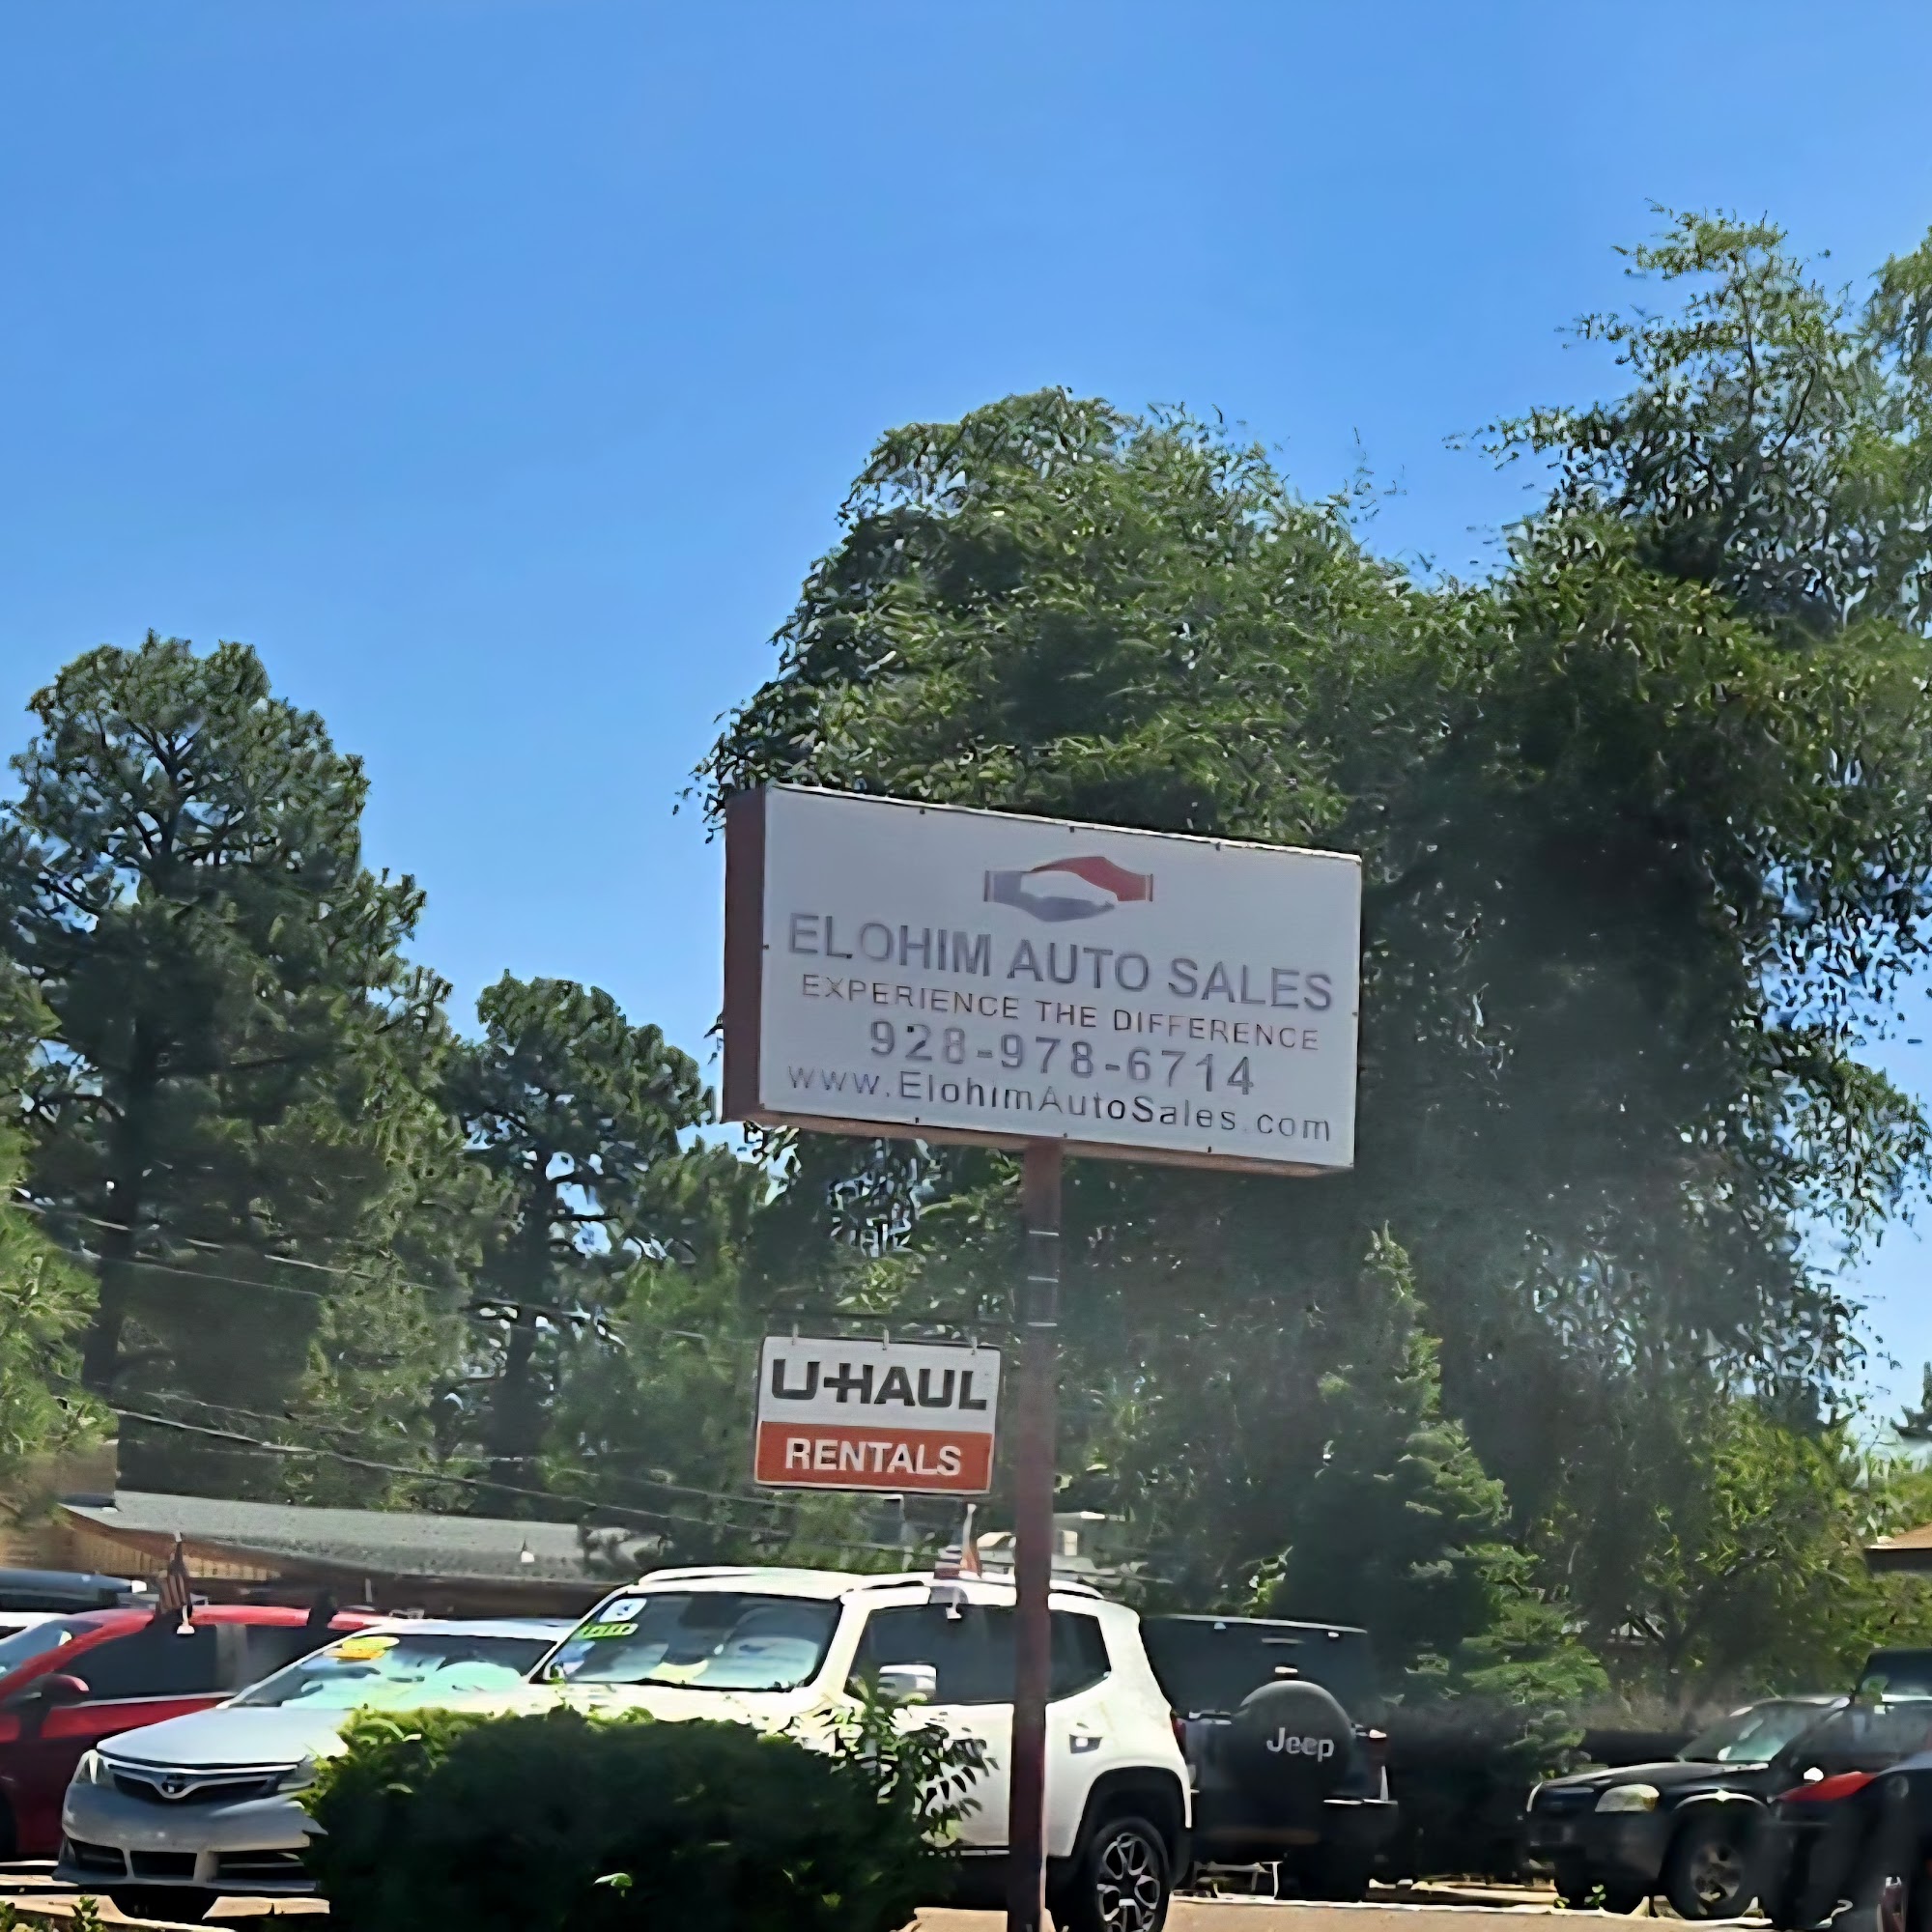 ELOHIM AUTO SALES
EXPERIENCE THE DIFFERENCE
928-978-6714
www.ElohimAutoSales.com
U-HAUL
RENTALS
Jeep